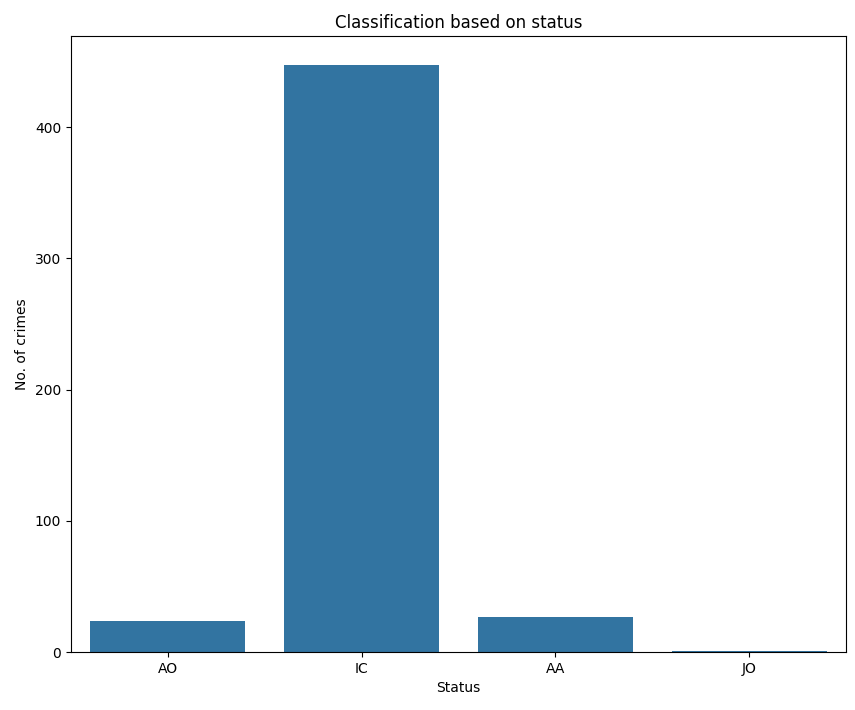 Classification based on status
No. of crimes
400
300
200
100
0
AO
IC
AA
JO
Status